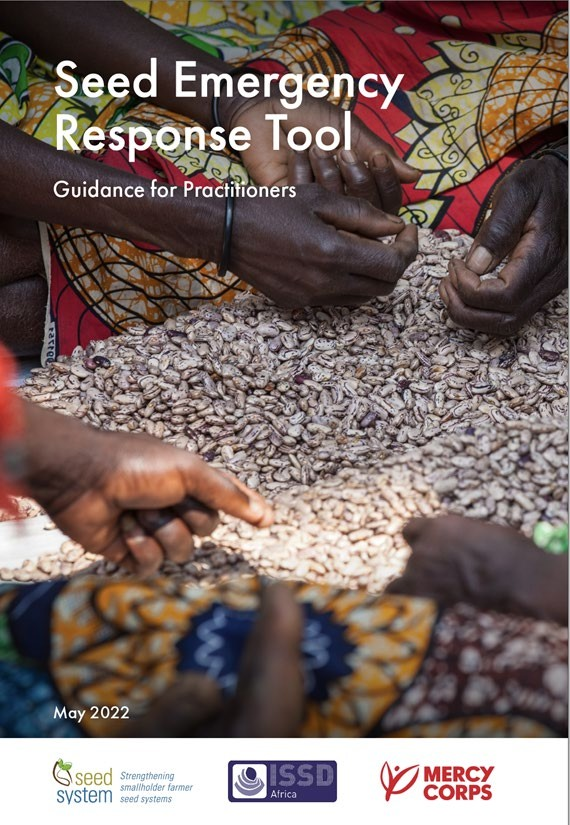 Seed Emergency
Response Tool
Guidance for Practitioners
May 2022
seed
system
Strengthening
smallholder farmer
seed systems
ISSD
Africa
MERCY
CORPS